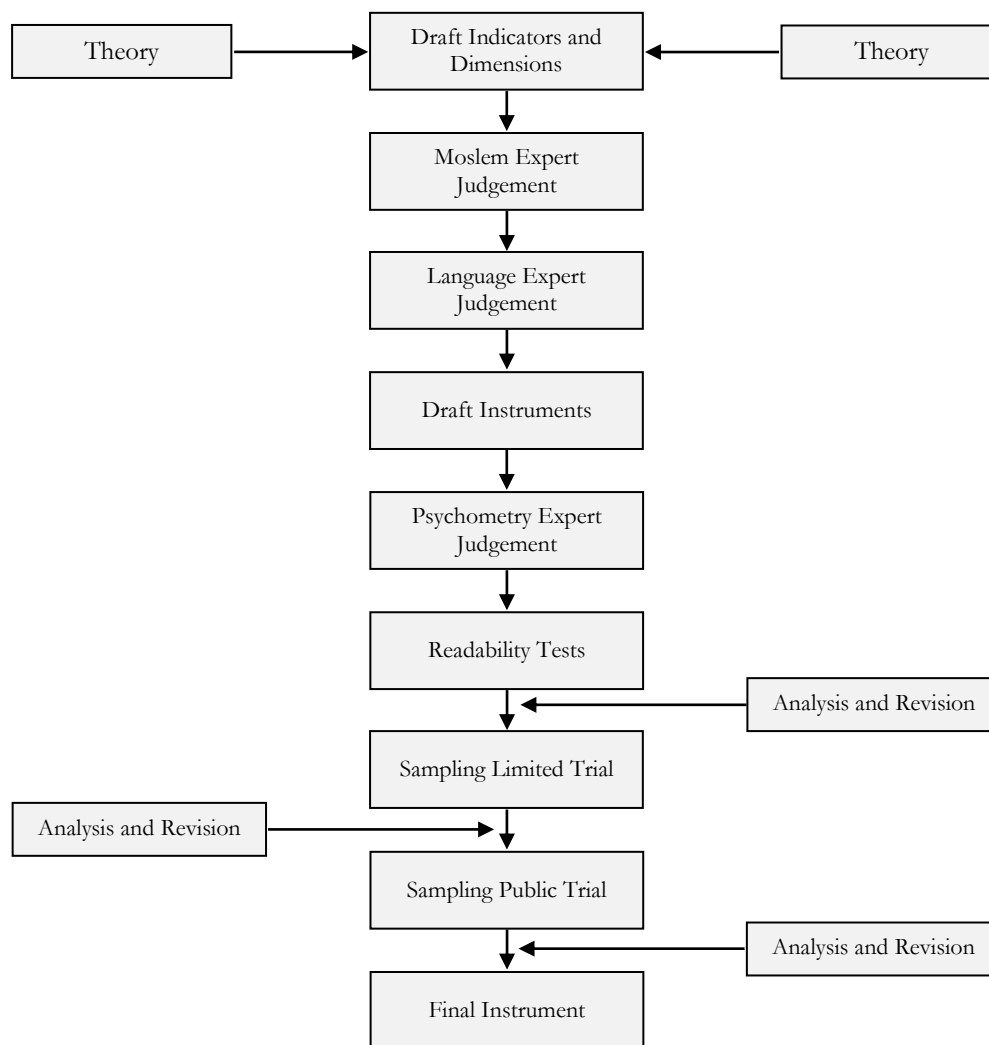 Theory
Draft Indicators and
Dimensions
Theory
Moslem Expert
Judgement
Language Expert
Judgement
Draft Instruments
Psychometry Expert
Judgement
Readability Tests
Analysis and Revision
Sampling Limited Trial
Analysis and Revision
Sampling Public Trial
Analysis and Revision
Final Instrument